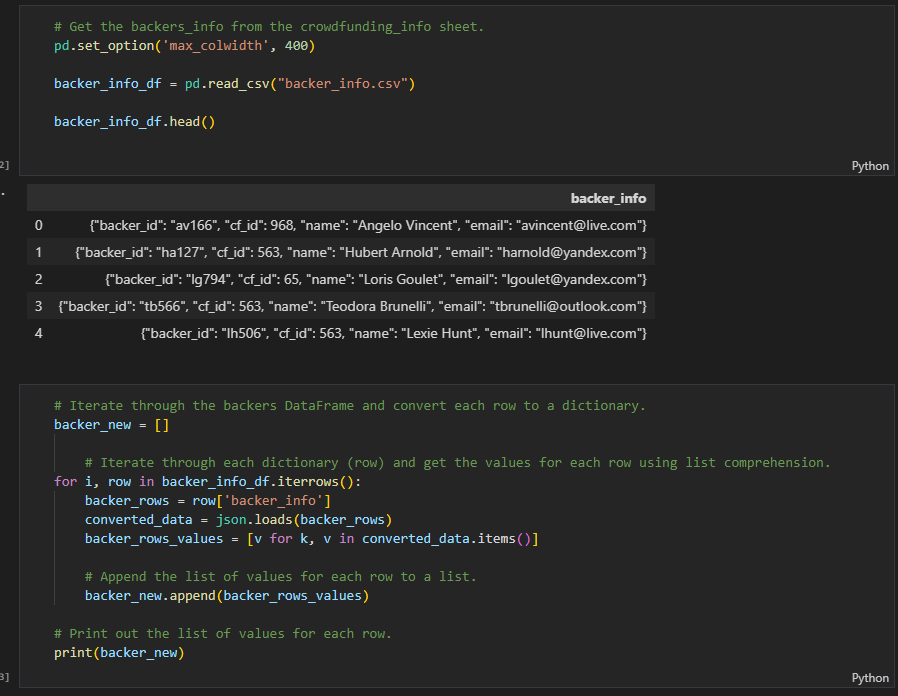 # Get the backers_info from the crowdfunding_info sheet.
pd.set_option('max_colwidth', 400)
backer_info_df = pd.read_csv("backer_info.csv")
backer_info_df.head()
2]
Python
backer_info
0 {"backer_id": "av166", "cf_id": 968, "name": "Angelo Vincent", "email": "avincent@live.com"}
1 {"backer_id": "ha127", "cf_id": 563, "name": "Hubert Arnold", "email": "harnold@yandex.com"}
2 {"backer_id": "lg794", "cf_id": 65, "name": "Loris Goulet", "email": "lgoulet@yandex.com"}
3 {"backer_id": "tb566", "cf_id": 563, "name": "Teodora Brunelli", "email": "tbrunelli@outlook.com"}
4 {"backer_id": "lh506", "cf_id": 563, "name": "Lexie Hunt", "email": "lhunt@live.com"}
# Iterate through the backers DataFrame and convert each row to a dictionary.
backer_new = []
# Iterate through each dictionary (row) and get the values for each row using list comprehension.
for i, row in backer_info_df.iterrows():
backer_rows = row['backer_info']
converted_data = json.loads(backer_rows)
backer_rows_values = [v for k, v in converted_data.items()]
# Append the list of values for each row to a list.
backer_new.append(backer_rows_values)
# Print out the list of values for each row.
print(backer_new)
3]
Python